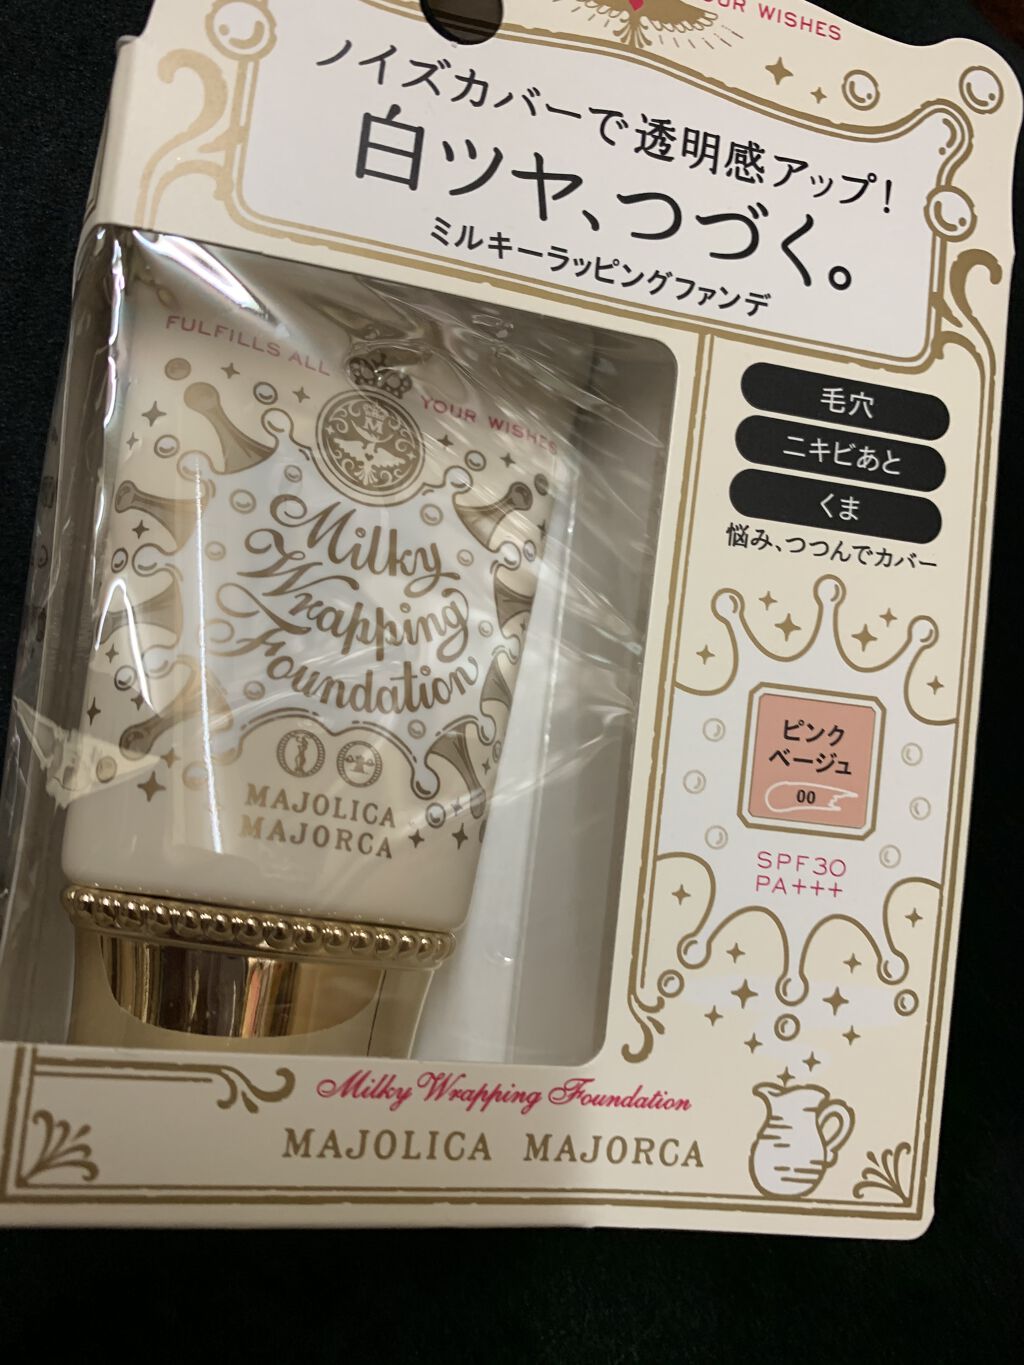 YOUR WISHES
ノイズカバーで透明感アップ!
白ツヤ、つづく。
ミルキーラッピングファンデ
FULFILLS ALL YOUR WISHES
M
Milky
Wrapping
Foundation
MAJOLICA
MAJORCA
毛穴
ニキビあと
くま
悩み、つつんでカバー
ピンク
ベージュ
00
SPF30
PA+++
Milky Wrapping Foundation
MAJOLICA MAJORCA